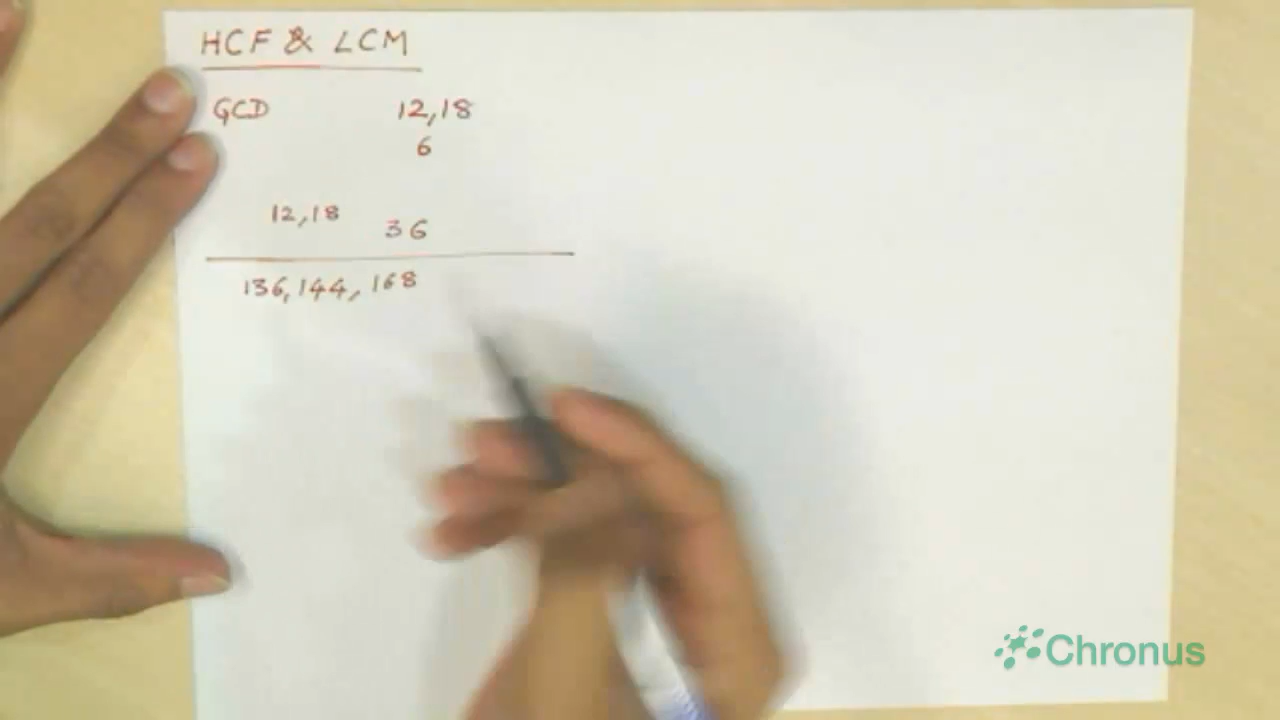 HCF & LCM
GCD 12,18
6
12,18 36
136,144,168
Chronus